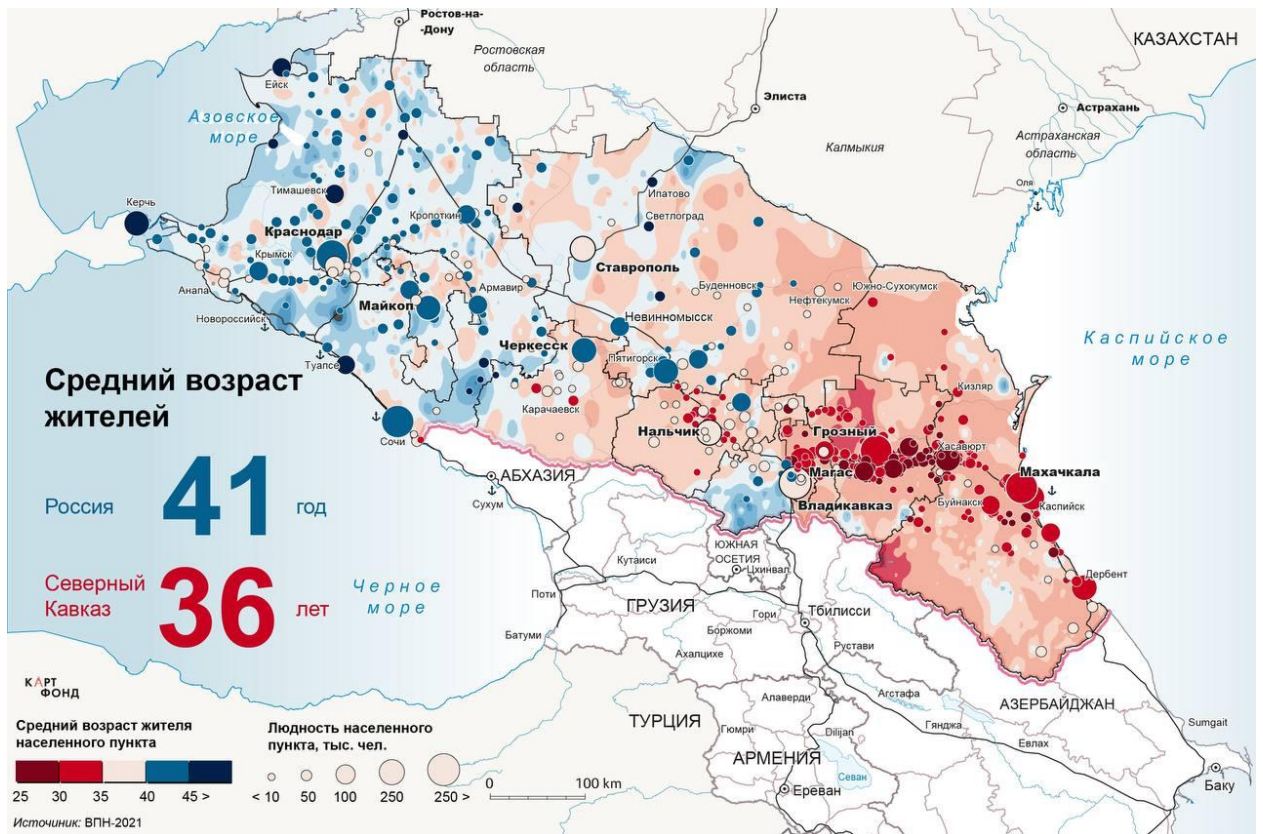 Ростов-на-
-Дону
Ростовская
область
КАЗАХСТАН
Элиста
Астрахань
Астраханская
область
Калмыкия
Оля
Ейск
Азовское
море
Тимашевск
Керчь
Кропоткин
Краснодар
Крымск
Анапа
Новороссийск
Туапсе
Сочи
Майкоп
Армавир
Ипатово
Светлоград
Ставрополь
Буденновск
Нефтекумск
Южно-Сухокумск
Невинномысск
Черкесск
Пятигорск
Карачаевск
Кизляр
Каспийское
море
Нальчик
Грозный
Хасавюрт
Магас
Махачкала
Владикавказ
Буйнакск
Каспийск
Дербент
Средний возраст
жителей
Россия 41 год
Северный
Кавказ 36 лет
Черное
море
АБХАЗИЯ
Сухум
Кутаиси
ЮЖНАЯ
ОСЕТИЯ
Цхинвал
Поти
ГРУЗИЯ
Гори
Тбилиси
Батуми
Боржоми
Рустави
Ахалцихе
АЗЕРБАЙДЖАН
Алаверди
Агстафа
ТУРЦИЯ
Гюмри
Dilijan
Гянджа
Евлах
Sumgait
АРМЕНИЯ
Севан
Ереван
Баку
КАРТ
ФОНД
Средний возраст жителя
населенного пункта
25 30 35 40 45 >
Людность населенного
пункта, тыс. чел.
< 10 50 100 250 250 >
0 100 km
Источиник: ВПН-2021